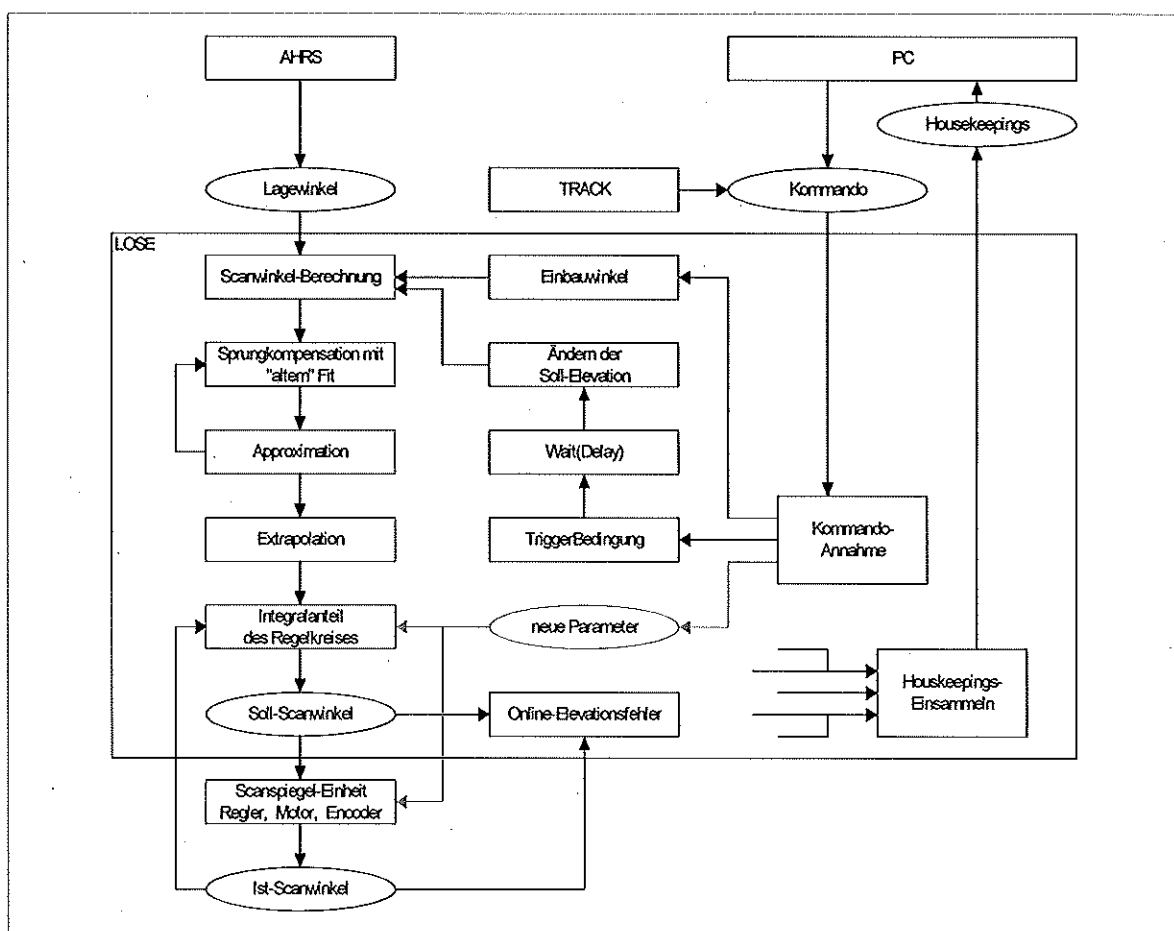 AHRS
PC
Housekeepings
Lagewinkel
TRACK
Kommando
LOSE
Scanwinkel-Berechnung
Einbauwinkel
Sprungkompensation mit
"altem" Fit
Ändern der
Soll-Elevation
Approximation
Wait(Delay)
Extrapolation
TriggerBedingung
Kommando-
Annahme
Integralanteil
des Regelkreises
neue Parameter
Houskeepings-
Einsammeln
Soll-Scanwinkel
Online-Elevationsfehler
Scanspiegel-Einheit
Regler, Motor, Encoder
Ist-Scanwinkel